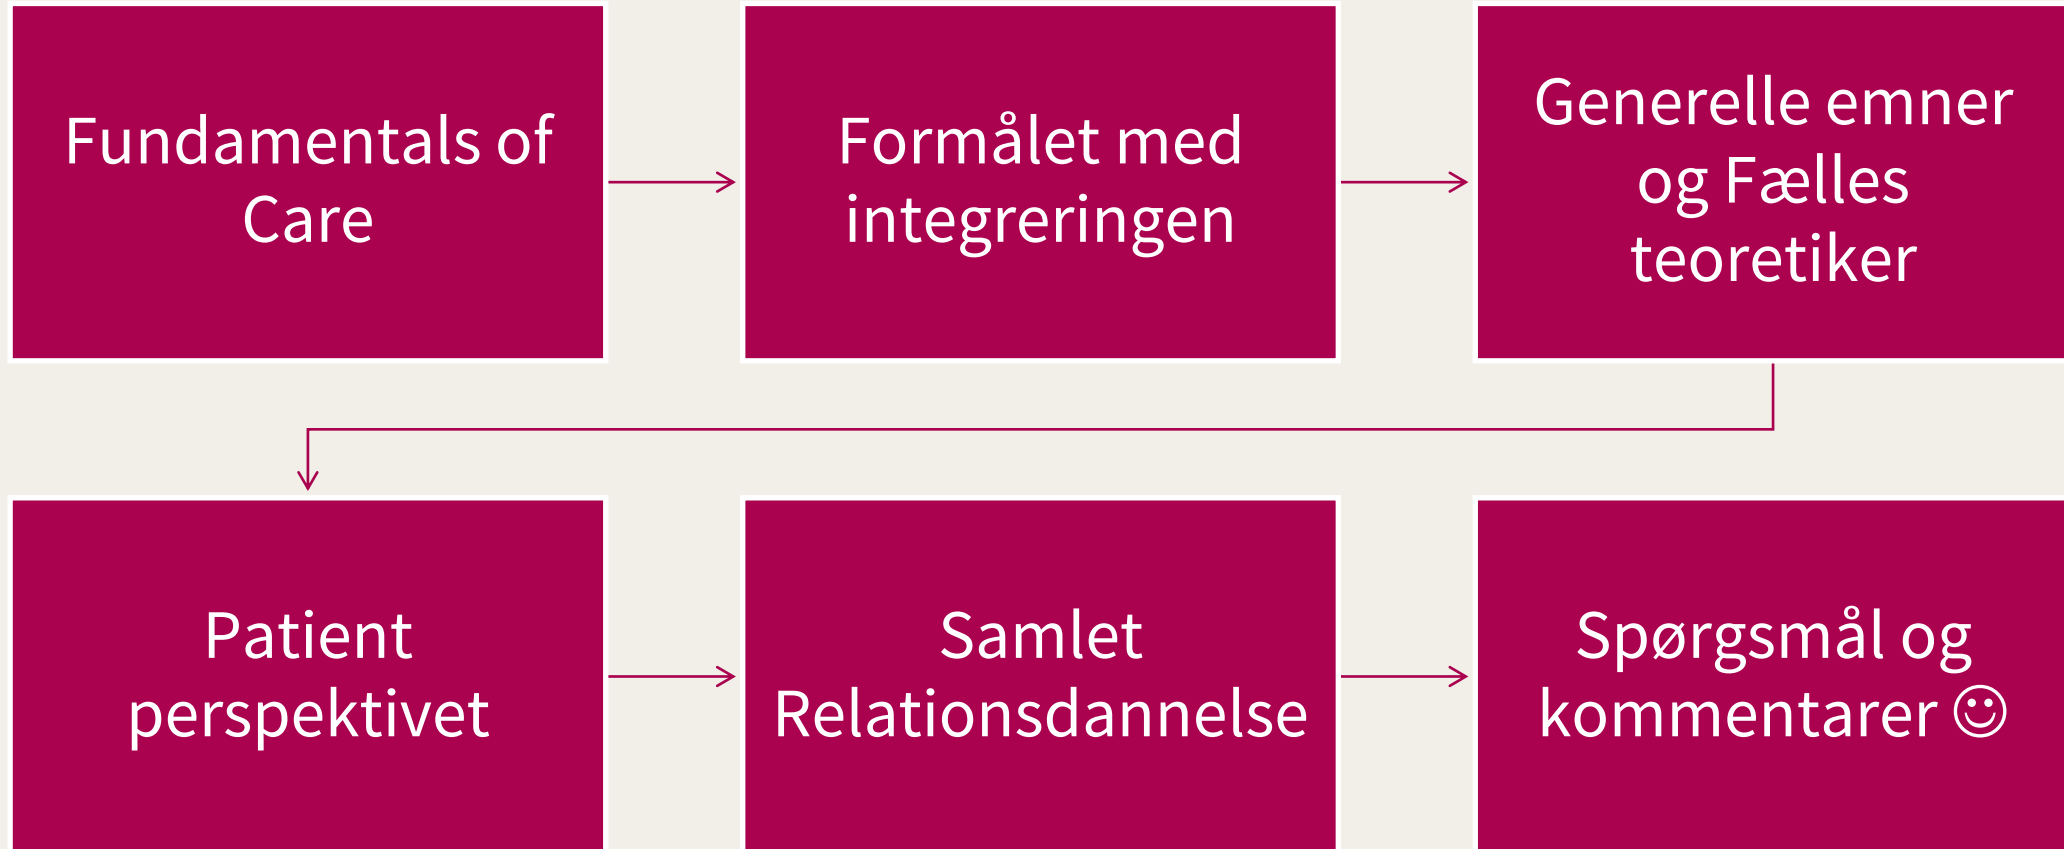 Fundamentals of
Care
Formålet med
integreringen
Generelle emner
og Fælles
teoretiker
Patient
perspektivet
Samlet
Relationsdannelse
Spørgsmål og
kommentarer ☺